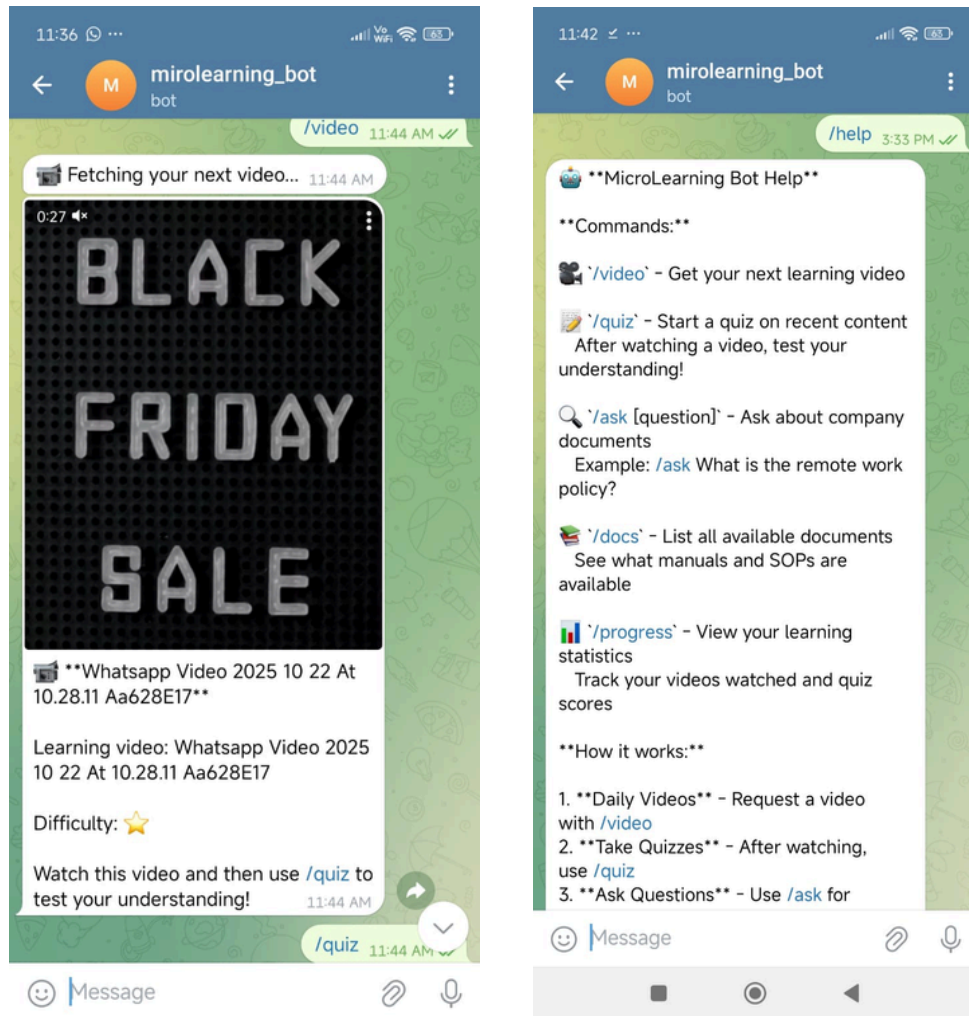 11:36
Vo
WiFi
63
M
mirolearning_bot
bot
/video 11:44 AM
Fetching your next video... 11:44 AM
0:27
BLACK
FRIDAY
SALE
**Whatsapp Video 2025 10 22 At
10.28.11 Aa628E17**
Learning video: Whatsapp Video 2025
10 22 At 10.28.11 Aa628E17
Difficulty: ⭐
Watch this video and then use /quiz to
test your understanding! 11:44 AM
/quiz 11:44 AM
Message
11:42
63
M
mirolearning_bot
bot
/help 3:33 PM
🤖 **MicroLearning Bot Help**
**Commands:**
🎥 `/video` - Get your next learning video
📝 `/quiz` - Start a quiz on recent content
After watching a video, test your
understanding!
🔍 `/ask [question]` - Ask about company
documents
Example: /ask What is the remote work
policy?
📚 `/docs` - List all available documents
See what manuals and SOPs are
available
📊 `/progress` - View your learning
statistics
Track your videos watched and quiz
scores
**How it works:**
1. **Daily Videos** - Request a video
with /video
2. **Take Quizzes** - After watching,
use /quiz
3. **Ask Questions** - Use /ask for
Message